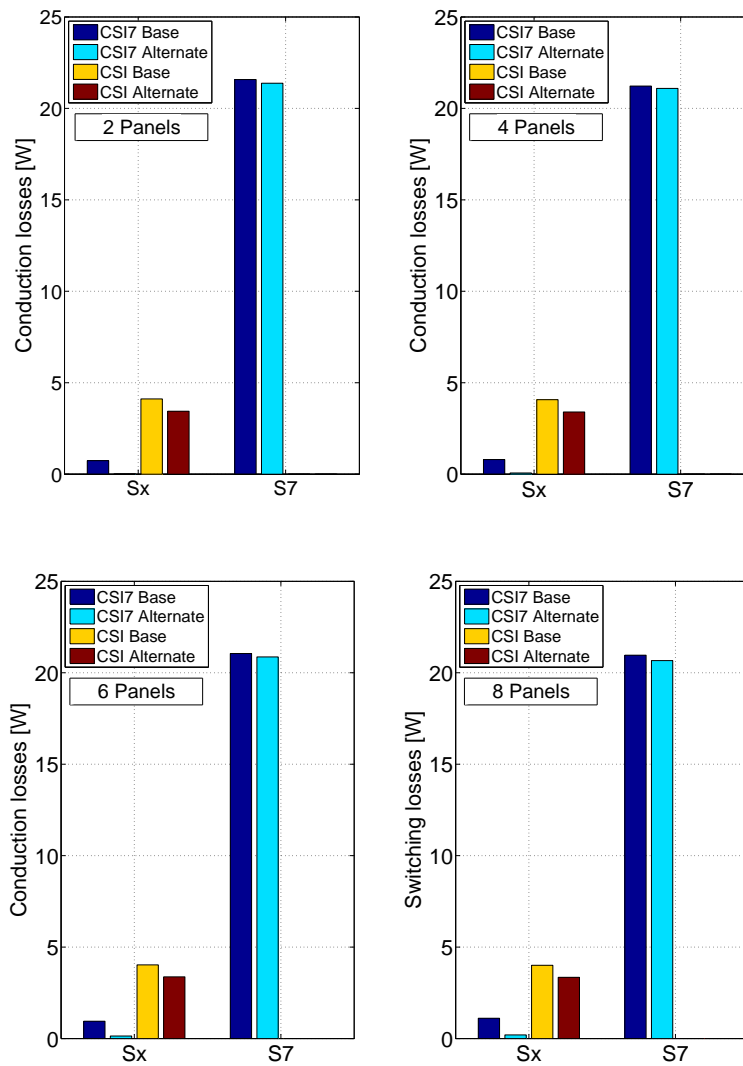 25
20
15
10
5
0
Conduction losses [W]
CSI7 Base
CSI7 Alternate
CSI Base
CSI Alternate
2 Panels
Sx
S7
25
20
15
10
5
0
Conduction losses [W]
CSI7 Base
CSI7 Alternate
CSI Base
CSI Alternate
4 Panels
Sx
S7
25
20
15
10
5
0
Conduction losses [W]
CSI7 Base
CSI7 Alternate
CSI Base
CSI Alternate
6 Panels
Sx
S7
25
20
15
10
5
0
Switching losses [W]
CSI7 Base
CSI7 Alternate
CSI Base
CSI Alternate
8 Panels
Sx
S7